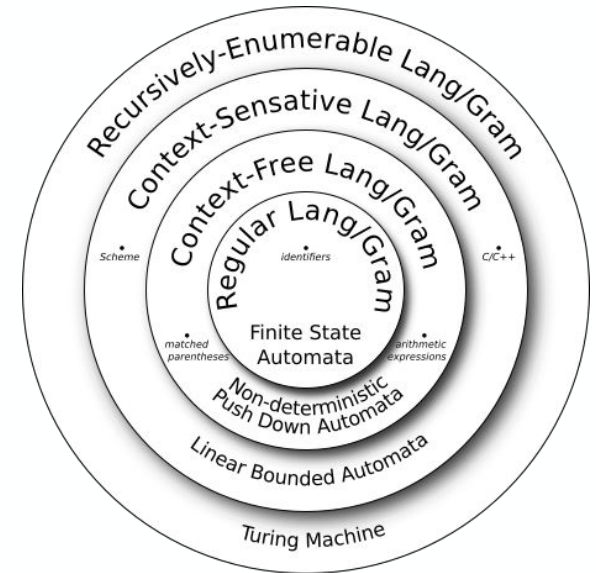 Recursively-Enumerable Lang/Gram
Context-Sensative Lang/Gram
Context-Free Lang/Gram
Regular Lang/Gram
Scheme
identifiers
C/C++
matched
parentheses
Finite State
Automata
arithmetic
expressions
Non-deterministic
Push Down Automata
Linear Bounded Automata
Turing Machine